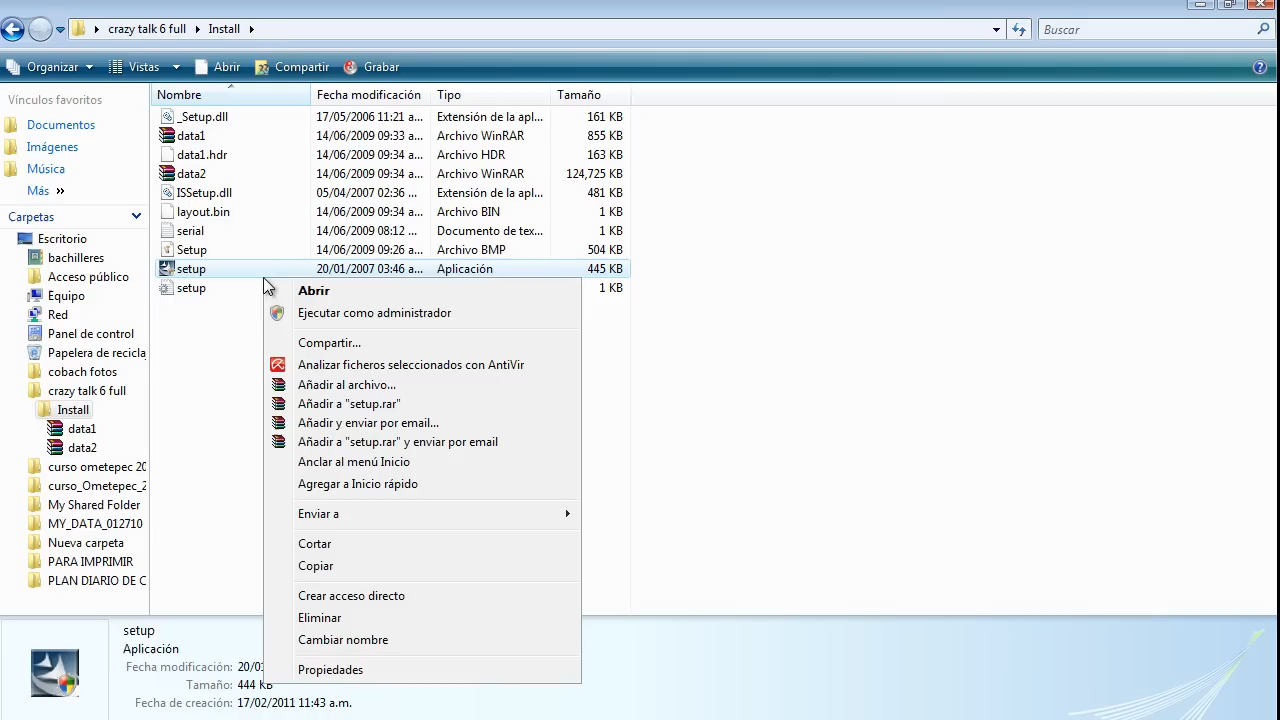 crazy talk 6 full Install
Buscar
Organizar Vistas Abrir Compartir Grabar
Vínculos favoritos
Documentos
Imágenes
Música
Más »
Carpetas
Escritorio
bachilleres
Acceso público
Equipo
Red
Panel de control
Papelera de recicla
cobach fotos
crazy talk 6 full
Install
data1
data2
curso ometepec 20
curso_Ometepec_2
My Shared Folder
MY_DATA_012710
Nueva carpeta
PARA IMPRIMIR
PLAN DIARIO DE C
Nombre Fecha modificación Tipo Tamaño
_Setup.dll 17/05/2006 11:21 a... Extensión de la apl... 161 KB
data1 14/06/2009 09:33 a... Archivo WinRAR 855 KB
data1.hdr 14/06/2009 09:34 a... Archivo HDR 163 KB
data2 14/06/2009 09:34 a... Archivo WinRAR 124,725 KB
ISSetup.dll 05/04/2007 02:36 ... Extensión de la apl... 481 KB
layout.bin 14/06/2009 09:34 a... Archivo BIN 1 KB
serial 14/06/2009 08:12 ... Documento de tex... 1 KB
Setup 14/06/2009 09:26 a... Archivo BMP 504 KB
setup 20/01/2007 03:46 a... Aplicación 445 KB
setup 1 KB
Abrir
Ejecutar como administrador
Compartir...
Analizar ficheros seleccionados con AntiVir
Añadir al archivo...
Añadir a "setup.rar"
Añadir y enviar por email...
Añadir a "setup.rar" y enviar por email
Anclar al menú Inicio
Agregar a Inicio rápido
Enviar a
Cortar
Copiar
Crear acceso directo
Eliminar
Cambiar nombre
Propiedades
setup
Aplicación
Fecha modificación: 20/01
Tamaño: 444 KB
Fecha de creación: 17/02/2011 11:43 a.m.